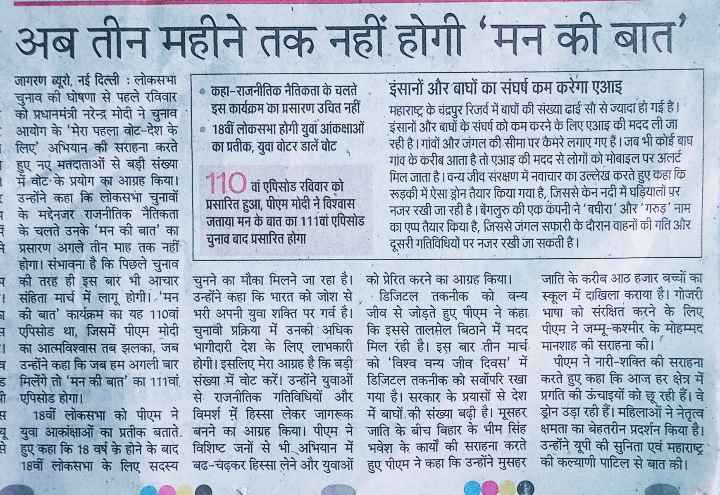 अब तीन महीने तक नहीं होगी ‘मन की बात’
जागरण ब्यूरो, नई दिल्ली : लोकसभा
चुनाव की घोषणा से पहले रविवार
को प्रधानमंत्री नरेन्द्र मोदी ने चुनाव
आयोग के ‘मेरा पहला वोट-देश के
लिए’ अभियान की सराहना करते
हुए नए मतदाताओं से बड़ी संख्या
में वोट के प्रयोग का आग्रह किया।
उन्होंने कहा कि लोकसभा चुनावों
के मद्देनजर राजनीतिक नैतिकता
के चलते उनके ‘मन की बात’ का
प्रसारण अगले तीन माह तक नहीं
होगा। संभावना है कि पिछले चुनाव
की तरह ही इस बार भी आचार
संहिता मार्च में लागू होगी। ‘मन
की बात’ कार्यक्रम का यह 110वां
एपिसोड था, जिसमें पीएम मोदी
का आत्मविश्वास तब झलका, जब
उन्होंने कहा कि जब हम अगली बार
मिलेंगे तो ‘मन की बात’ का 111वां
एपिसोड होगा।
18वीं लोकसभा को पीएम ने
युवा आकांक्षाओं का प्रतीक बताते
हुए कहा कि 18 वर्ष के होने के बाद
18वीं लोकसभा के लिए सदस्य
कहा-राजनीतिक नैतिकता के चलते
इस कार्यक्रम का प्रसारण उचित नहीं
18वीं लोकसभा होगी युवा आंकक्षाओं
का प्रतीक, युवा वोटर डालें वोट
110 वां एपिसोड रविवार को
प्रसारित हुआ, पीएम मोदी ने विश्वास
जताया मन के बात का 111वां एपिसोड
चुनाव बाद प्रसारित होगा
चुनने का मौका मिलने जा रहा है।
उन्होंने कहा कि भारत को जोश से
भरी अपनी युवा शक्ति पर गर्व है।
चुनावी प्रक्रिया में उनकी अधिक
भागीदारी देश के लिए लाभकारी
होगी। इसलिए मेरा आग्रह है कि बड़ी
संख्या में वोट करें। उन्होंने युवाओं
से राजनीतिक गतिविधियों और
विमर्श में हिस्सा लेकर जागरूक
बनने का आग्रह किया। पीएम ने
विशिष्ट जनों से भी अभियान में
बढ-चढ़कर हिस्सा लेने और युवाओं
इंसानों और बाघों का संघर्ष कम करेगा एआइ
महाराष्ट्र के चंद्रपुर रिजर्व में बाघों की संख्या ढाई सौ से ज्यादा हो गई है।
इंसानों और बाघों के संघर्ष को कम करने के लिए एआइ की मदद ली जा
रही है। गांवों और जंगल की सीमा पर कैमरे लगाए गए हैं। जब भी कोई बाघ
गांव के करीब आता है तो एआइ की मदद से लोगों को मोबाइल पर अलर्ट
मिल जाता है। वन्य जीव संरक्षण में नवाचार का उल्लेख करते हुए कहा कि
रूड़की में ऐसा ड्रोन तैयार किया गया है, जिससे केन नदी में घड़ियालों पर
नजर रखी जा रही है। बेंगलुरु की एक कंपनी ने ‘बघीरा’ और ‘गरुड़’ नाम
का एप्प तैयार किया है, जिससे जंगल सफारी के दौरान वाहनों की गति और
दूसरी गतिविधियों पर नजर रखी जा सकती है।
को प्रेरित करने का आग्रह किया।
डिजिटल तकनीक को वन्य
जीव से जोड़ते हुए पीएम ने कहा
कि इससे तालमेल बिठाने में मदद
मिल रही है। इस बार तीन मार्च
को ‘विश्व वन्य जीव दिवस’ में
डिजिटल तकनीक को सर्वोपरि रखा
गया है। सरकार के प्रयासों से देश
में बाघों की संख्या बढ़ी है। मूसहर
जाति के बीच बिहार के भीम सिंह
भवेश के कार्यों की सराहना करते
हुए पीएम ने कहा कि उन्होंने मुसहर
जाति के करीब आठ हजार बच्चों का
स्कूल में दाखिला कराया है। गोजरी
भाषा को संरक्षित करने के लिए
पीएम ने जम्मू-कश्मीर के मोहम्मद
मानशाह की सराहना की।
पीएम ने नारी-शक्ति की सराहना
करते हुए कहा कि आज हर क्षेत्र में
प्रगति की ऊंचाइयों को छू रही हैं। वे
ड्रोन उड़ा रही हैं। महिलाओं ने नेतृत्व
क्षमता का बेहतरीन प्रदर्शन किया है।
उन्होंने यूपी की सुनिता एवं महाराष्ट्र
की कल्याणी पाटिल से बात की।